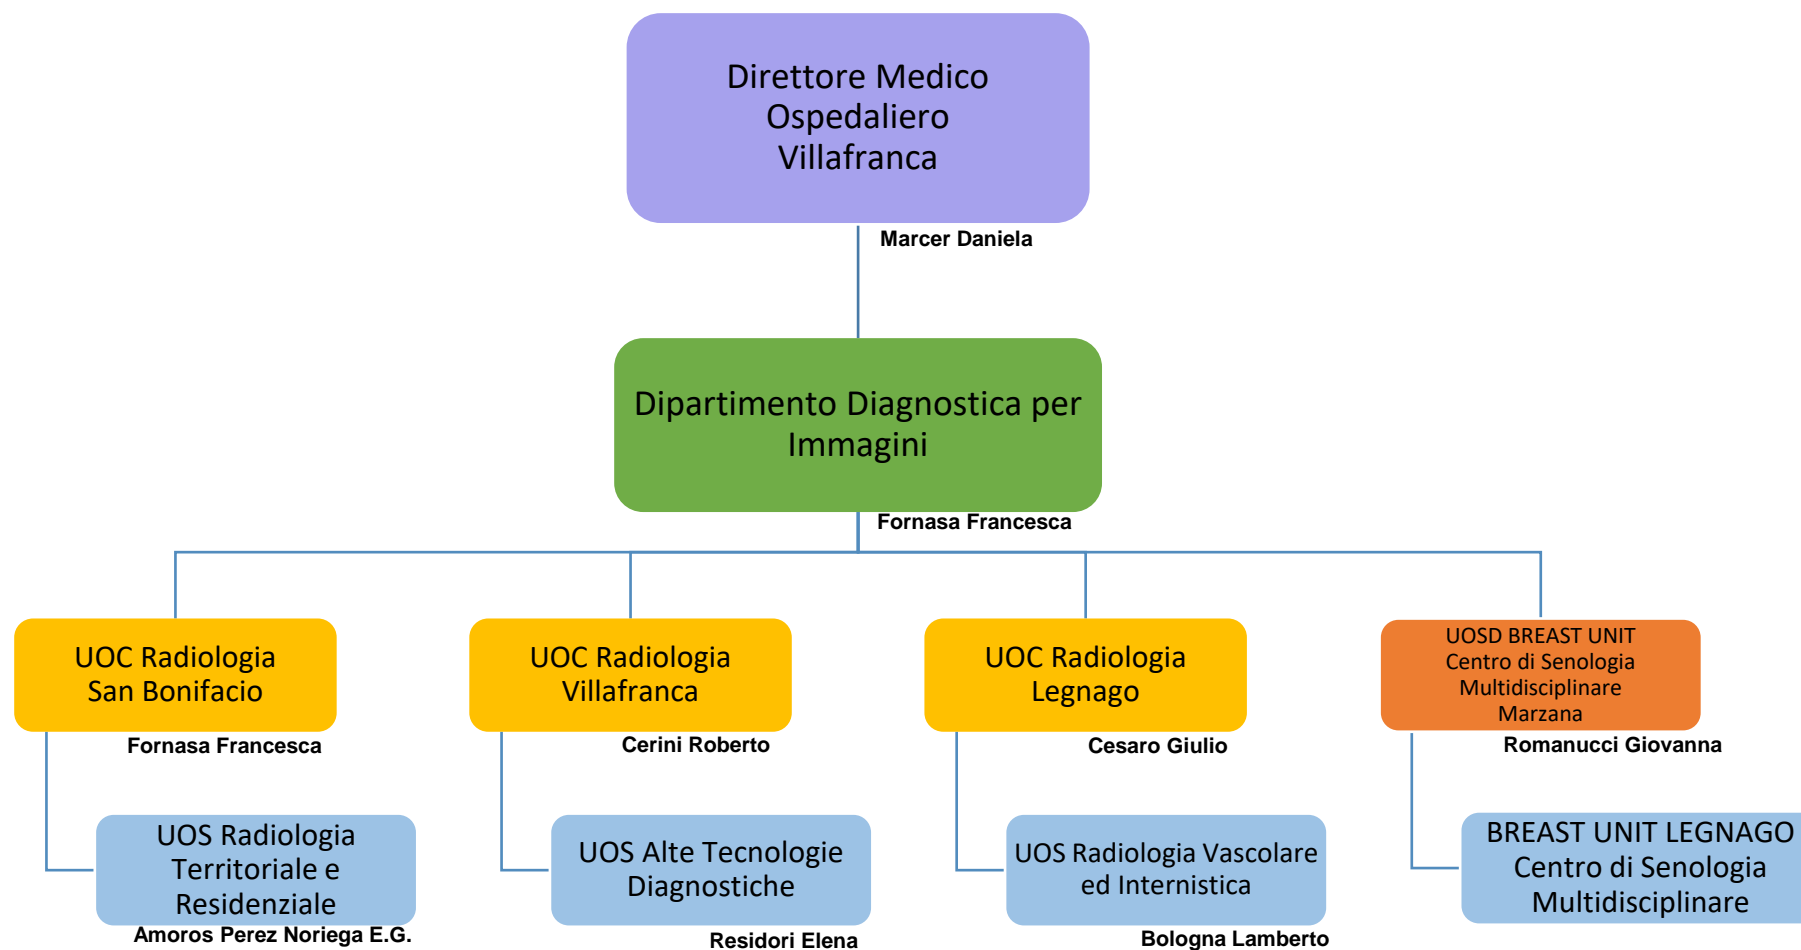 Direttore Medico
Ospedaliero
Villafranca
Marcer Daniela
Dipartimento Diagnostica per
Immagini
Fornasa Francesca
UOC Radiologia
San Bonifacio
Fornasa Francesca
UOC Radiologia
Villafranca
Cerini Roberto
UOC Radiologia
Legnago
Cesaro Giulio
UOSD BREAST UNIT
Centro di Senologia
Multidisciplinare
Marzana
Romanucci Giovanna
UOS Radiologia
Territoriale e
Residenziale
Amoros Perez Noriega E.G.
UOS Alte Tecnologie
Diagnostiche
Residori Elena
UOS Radiologia Vascolare
ed Internistica
Bologna Lamberto
BREAST UNIT LEGNAGO
Centro di Senologia
Multidisciplinare